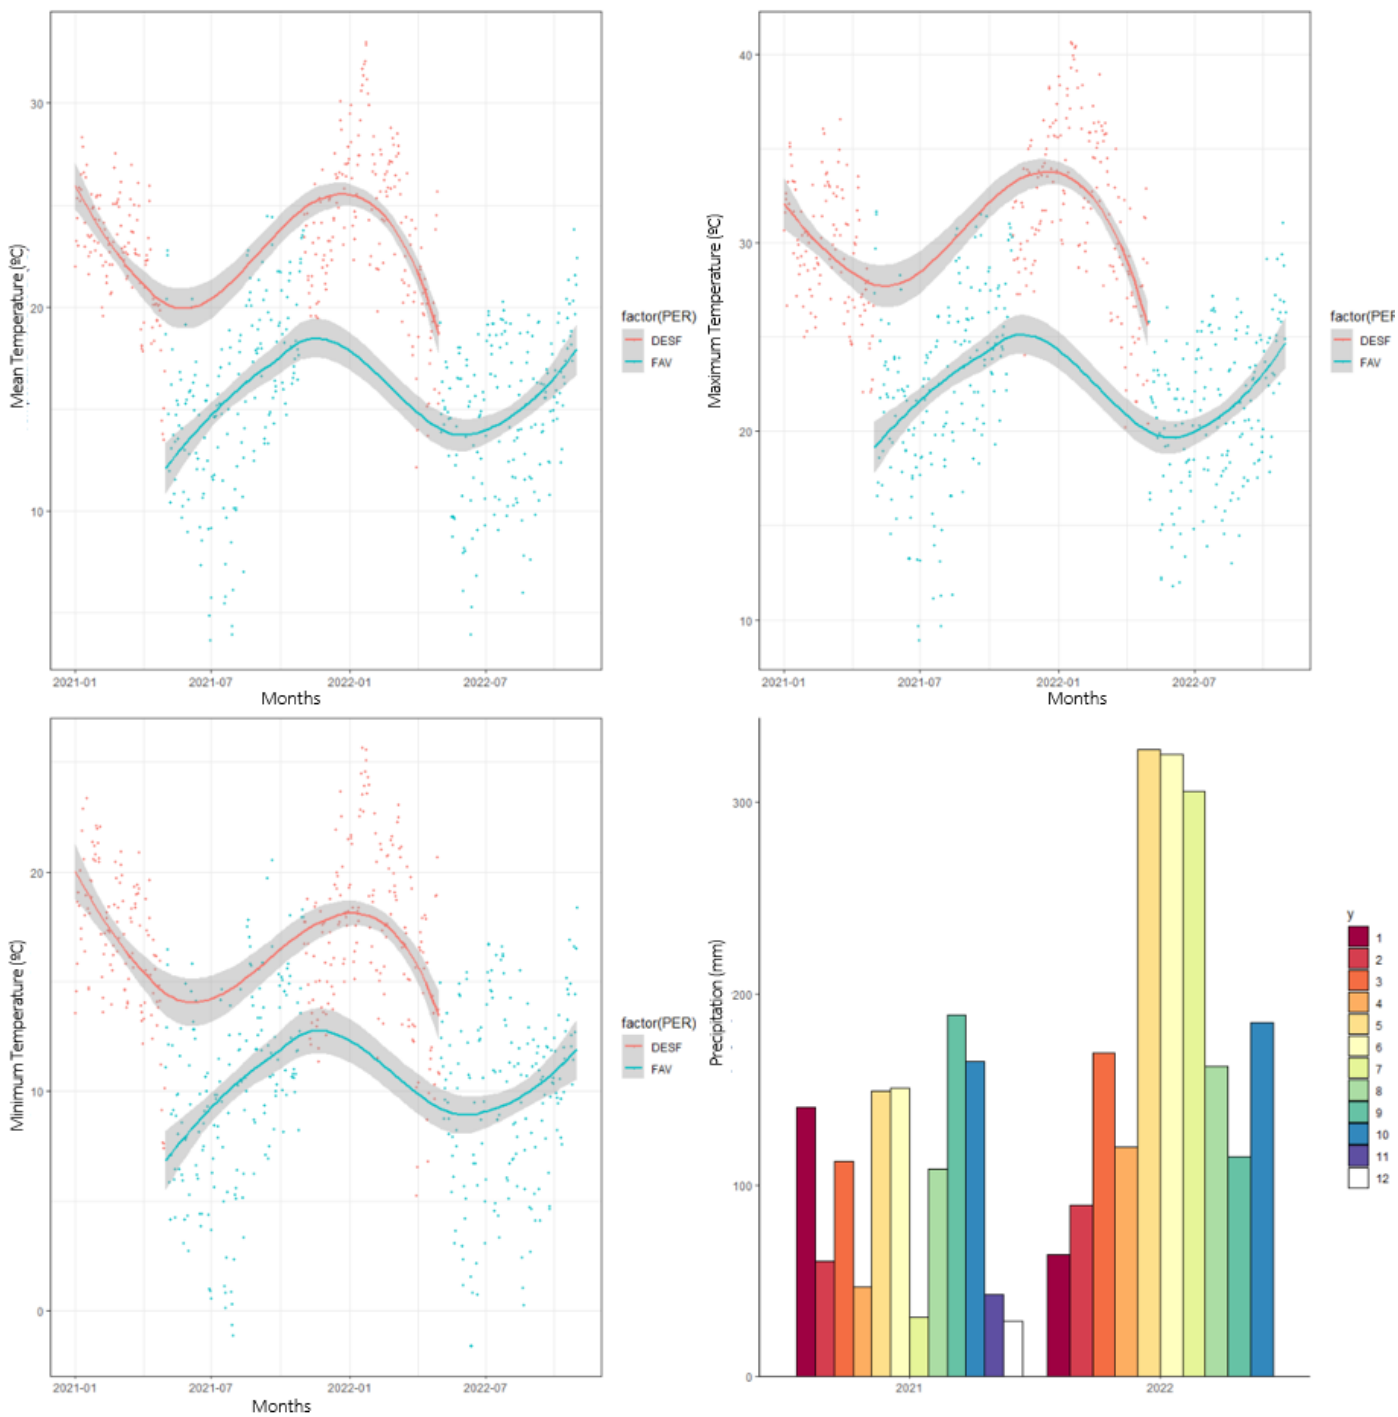 30
20
10
Mean Temperature (ºC)
2021-01 2021-07 2022-01 2022-07
Months
factor(PER)
DESF
FAV
40
30
20
10
Maximum Temperature (ºC)
2021-01 2021-07 2022-01 2022-07
Months
factor(PER
DESF
FAV
20
10
0
Minimum Temperature (ºC)
2021-01 2021-07 2022-01 2022-07
Months
factor(PER)
DESF
FAV
300
200
100
0
Precipitation (mm)
2021 2022
y
1
2
3
4
5
6
7
8
9
10
11
12